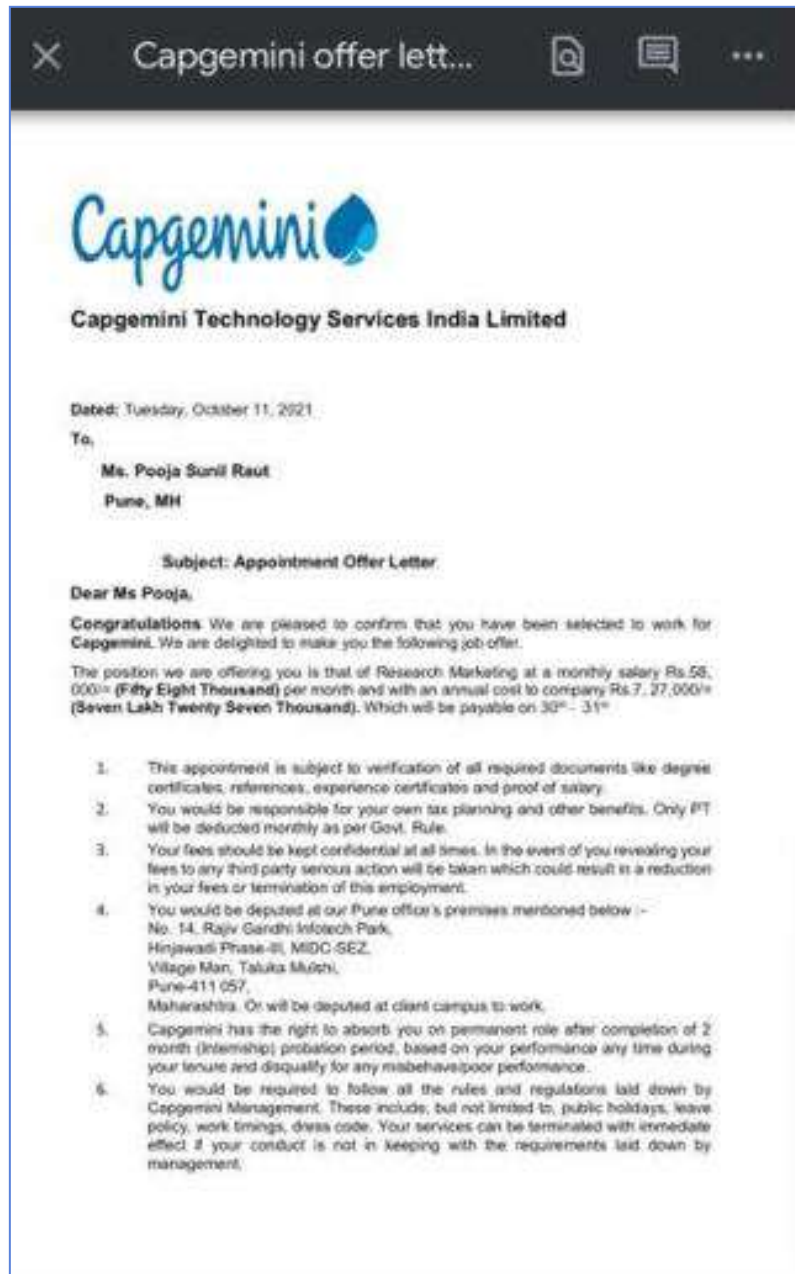 Capgemini offer lett...
Capgemini
Capgemini Technology Services India Limited
Dated: Tuesday, October 11, 2021
To,
Ms. Pooja Sunil Raut
Pune, MH
Subject: Appointment Offer Letter
Dear Ms Pooja,
Congratulations We are pleased to confirm that you have been selected to work for
Capgemini. We are delighted to make you the following job offer.
The position we are offering you is that of Research Marketing at a monthly salary Rs.58,
000/= (Fifty Eight Thousand) per month and with an annual cost to company Rs.7, 27,000/=
(Seven Lakh Twenty Seven Thousand). Which will be payable on 30th - 31st
1. This appointment is subject to verification of all required documents like degree
certificates, references, experience certificates and proof of salary.
2. You would be responsible for your own tax planning and other benefits. Only PT
will be deducted monthly as per Govt. Rule.
3. Your fees should be kept confidential at all times. In the event of you revealing your
fees to any third party serious action will be taken which could result in a reduction
in your fees or termination of this employment.
4. You would be deputed at our Pune office's premises mentioned below :-
No. 14, Rajiv Gandhi Infotech Park,
Hinjawadi Phase-III, MIDC-SEZ,
Village Man, Taluka Mulshi,
Pune-411 057,
Maharashtra. Or will be deputed at client campus to work.
5. Capgemini has the right to absorb you on permanent role after completion of 2
month (Internship) probation period, based on your performance any time during
your tenure and disqualify for any misbehave/poor performance.
6. You would be required to follow all the rules and regulations laid down by
Capgemini Management. These include, but not limited to, public holidays, leave
policy, work timings, dress code. Your services can be terminated with immediate
effect if your conduct is not in keeping with the requirements laid down by
management.